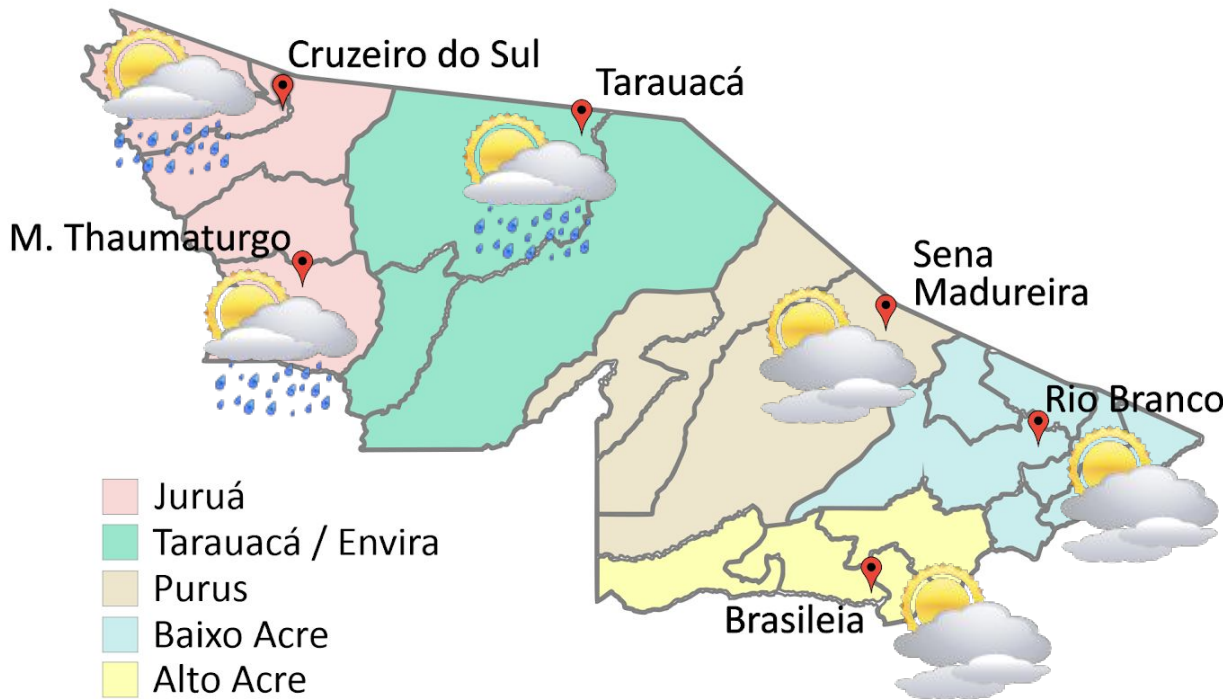 Cruzeiro do Sul
Tarauacá
M. Thaumaturgo
Sena
Madureira
Rio Branco
Brasileia
Juruá
Tarauacá / Envira
Purus
Baixo Acre
Alto Acre